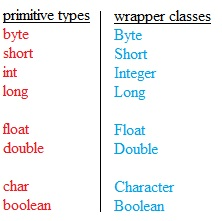 primitive types wrapper classes
byte Byte
short Short
int Integer
long Long
float Float
double Double
char Character
boolean Boolean